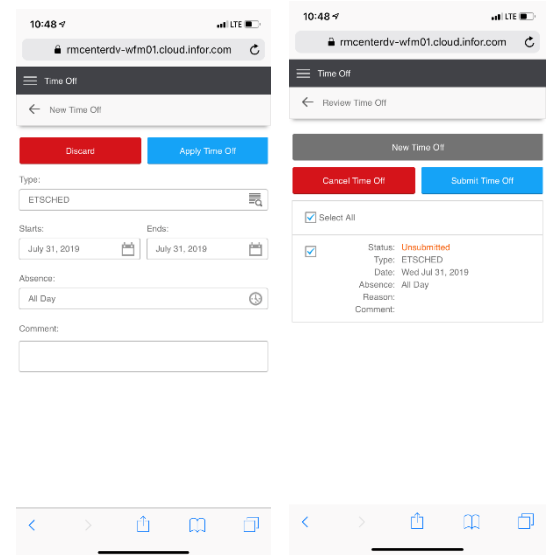 10:48
LTE
rmcenterdv-wfm01.cloud.infor.com
Time Off
New Time Off
Discard
Apply Time Off
Type:
ETSCHED
Starts:
Ends:
July 31, 2019
July 31, 2019
Absence:
All Day
Comment:
10:48
LTE
rmcenterdv-wfm01.cloud.infor.com
Time Off
Review Time Off
New Time Off
Cancel Time Off
Submit Time Off
Select All
Status: Unsubmitted
Type: ETSCHED
Date: Wed Jul 31, 2019
Absence: All Day
Reason:
Comment: